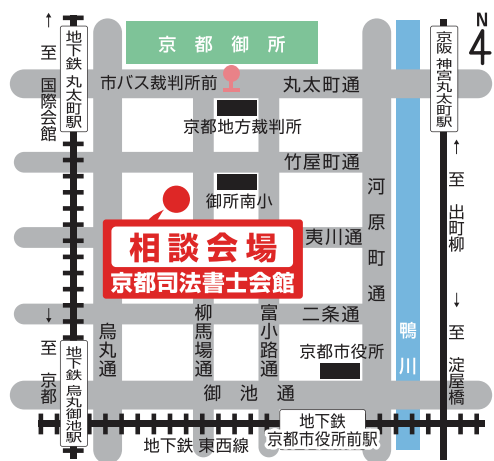 N
京都御所
↑
至
国際会館
地下鉄 丸太町駅
市バス裁判所前
丸太町通
京阪 神宮丸太町駅
京都地方裁判所
竹屋町通
↑
至
出町柳
河原町通
御所南小
夷川通
相談会場
京都司法書士会館
↓
至
淀屋橋
二条通
柳馬場通
富小路通
烏丸通
京都市役所
鴨川
↓
至
京都
地下鉄 烏丸御池駅
御池通
地下鉄
京都市役所前駅
地下鉄 東西線